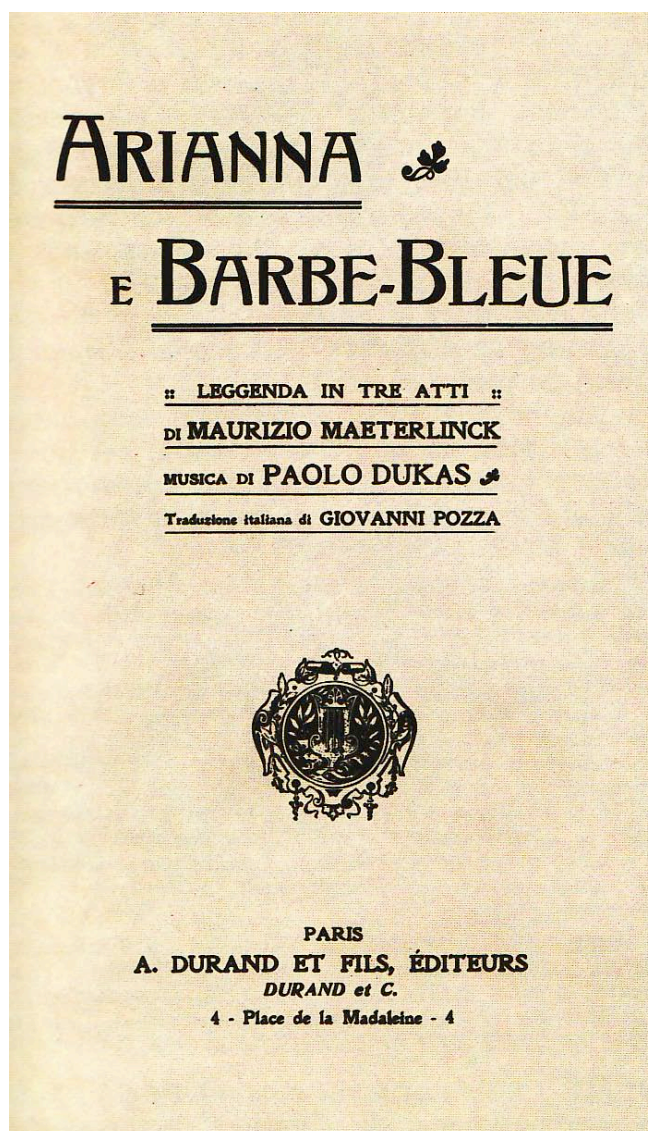 ARIANNA
E BARBE-BLEUE
:: LEGGENDA IN TRE ATTI ::
DI MAURIZIO MAETERLINCK
MUSICA DI PAOLO DUKAS
Traduzione italiana di GIOVANNI POZZA
PARIS
A. DURAND ET FILS, ÉDITEURS
DURAND et C.
4 - Place de la Madaleine - 4